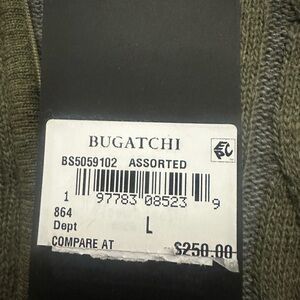 BUGATCHI
BS5059102 ASSORTED
1 97783 08523 9
864
Dept
L
COMPARE AT $250.00